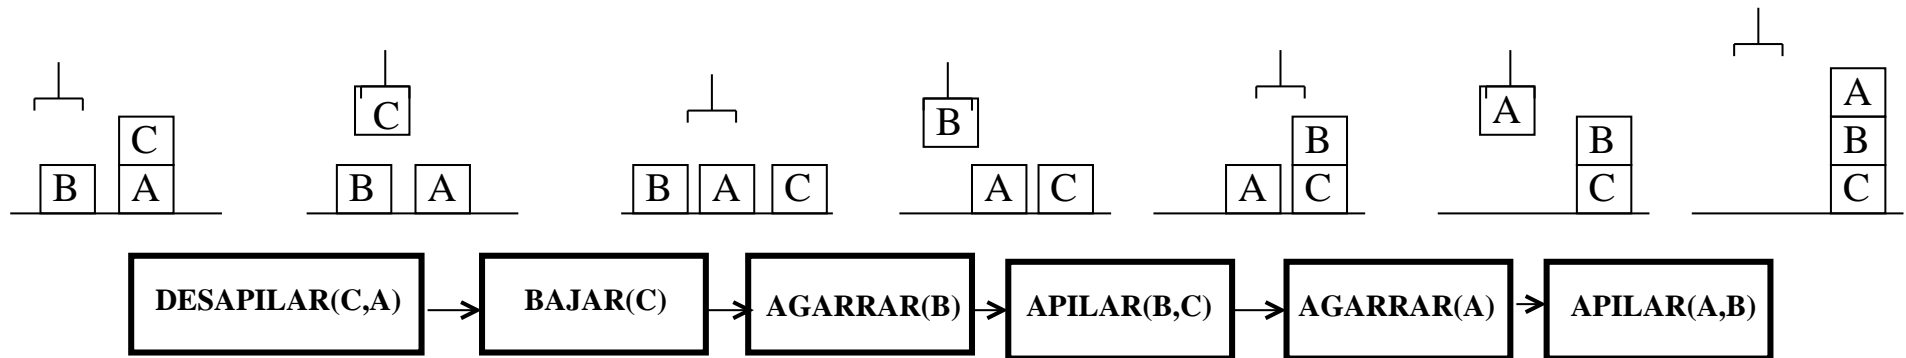 C
B A
C
B A
B A C
B
A C
B
A C
A
B
C
A
B
C
DESAPILAR(C,A)
BAJAR(C)
AGARRAR(B)
APILAR(B,C)
AGARRAR(A)
APILAR(A,B)